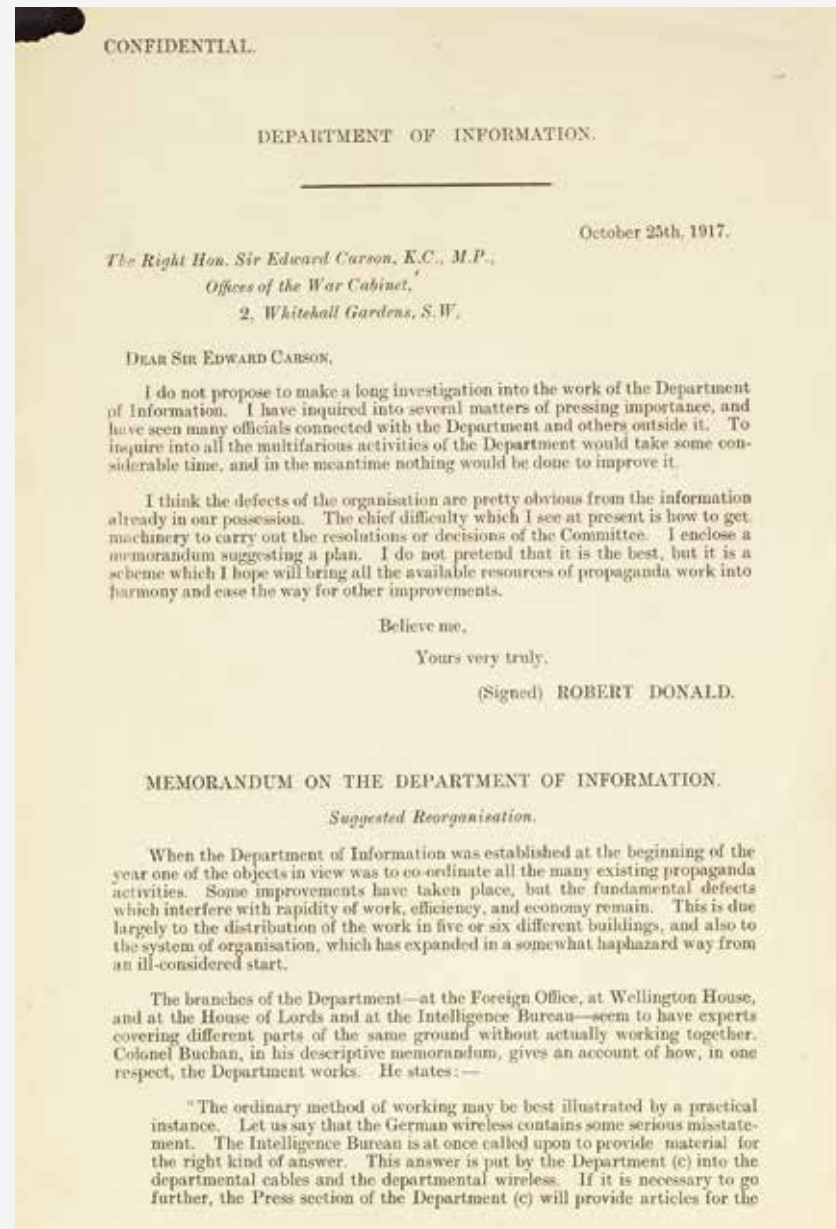 CONFIDENTIAL.
DEPARTMENT OF INFORMATION.
October 25th, 1917.
The Right Hon. Sir Edward Carson, K.C., M.P.,
Offices of the War Cabinet,
2, Whitehall Gardens, S.W.
DEAR SIR EDWARD CARSON,
I do not propose to make a long investigation into the work of the Department
of Information. I have inquired into several matters of pressing importance, and
have seen many officials connected with the Department and others outside it. To
inquire into all the multifarious activities of the Department would take some con-
siderable time, and in the meantime nothing would be done to improve it.
I think the defects of the organisation are pretty obvious from the information
already in our possession. The chief difficulty which I see at present is how to get
machinery to carry out the resolutions or decisions of the Committee. I enclose a
memorandum suggesting a plan. I do not pretend that it is the best, but it is a
scheme which I hope will bring all the available resources of propaganda work into
harmony and ease the way for other improvements.
Believe me,
Yours very truly,
(Signed) ROBERT DONALD.
MEMORANDUM ON THE DEPARTMENT OF INFORMATION.
Suggested Reorganisation.
When the Department of Information was established at the beginning of the
year one of the objects in view was to co-ordinate all the many existing propaganda
activities. Some improvements have taken place, but the fundamental defects
which interfere with rapidity of work, efficiency, and economy remain. This is due
largely to the distribution of the work in five or six different buildings, and also to
the system of organisation, which has expanded in a somewhat haphazard way from
an ill-considered start.
The branches of the Department—at the Foreign Office, at Wellington House,
and at the House of Lords and at the Intelligence Bureau—seem to have experts
covering different parts of the same ground without actually working together.
Colonel Buchan, in his descriptive memorandum, gives an account of how, in one
respect, the Department works. He states:—
"The ordinary method of working may be best illustrated by a practical
instance. Let us say that the German wireless contains some serious misstate-
ment. The Intelligence Bureau is at once called upon to provide material for
the right kind of answer. This answer is put by the Department (c) into the
departmental cables and the departmental wireless. If it is necessary to go
further, the Press section of the Department (c) will provide articles for the